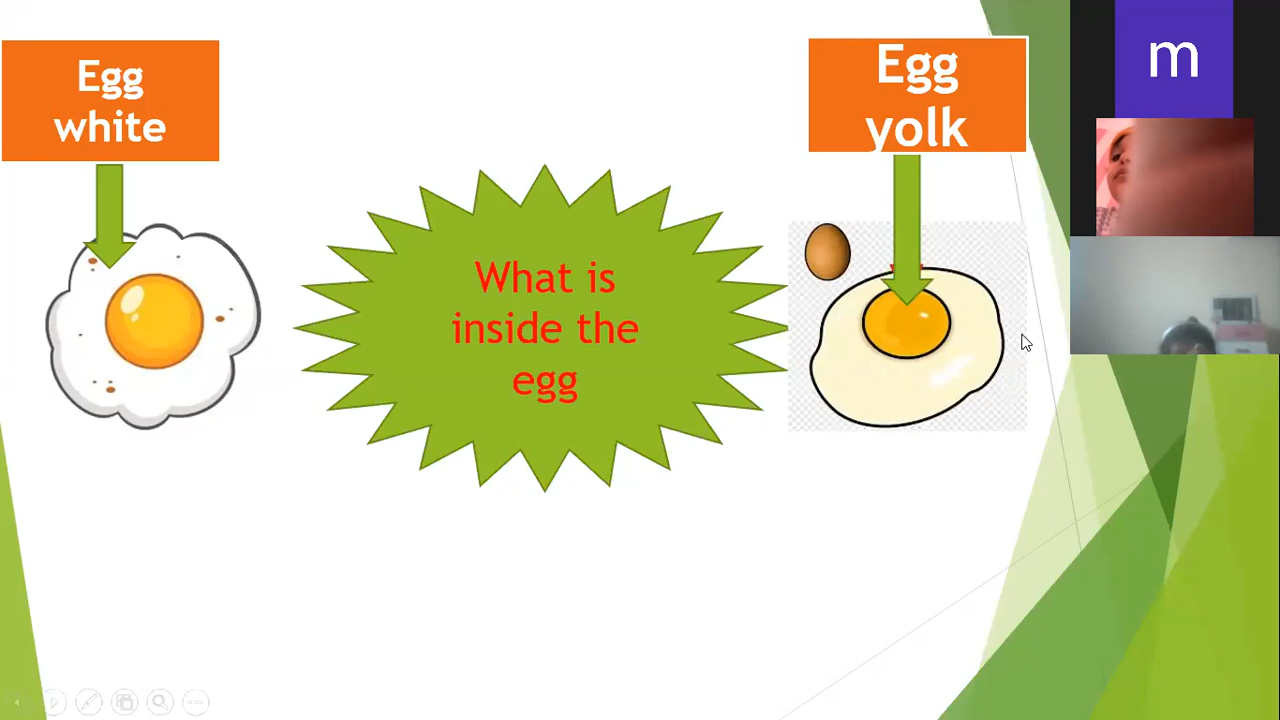 Egg
white
What is
inside the
egg
Egg
yolk
m